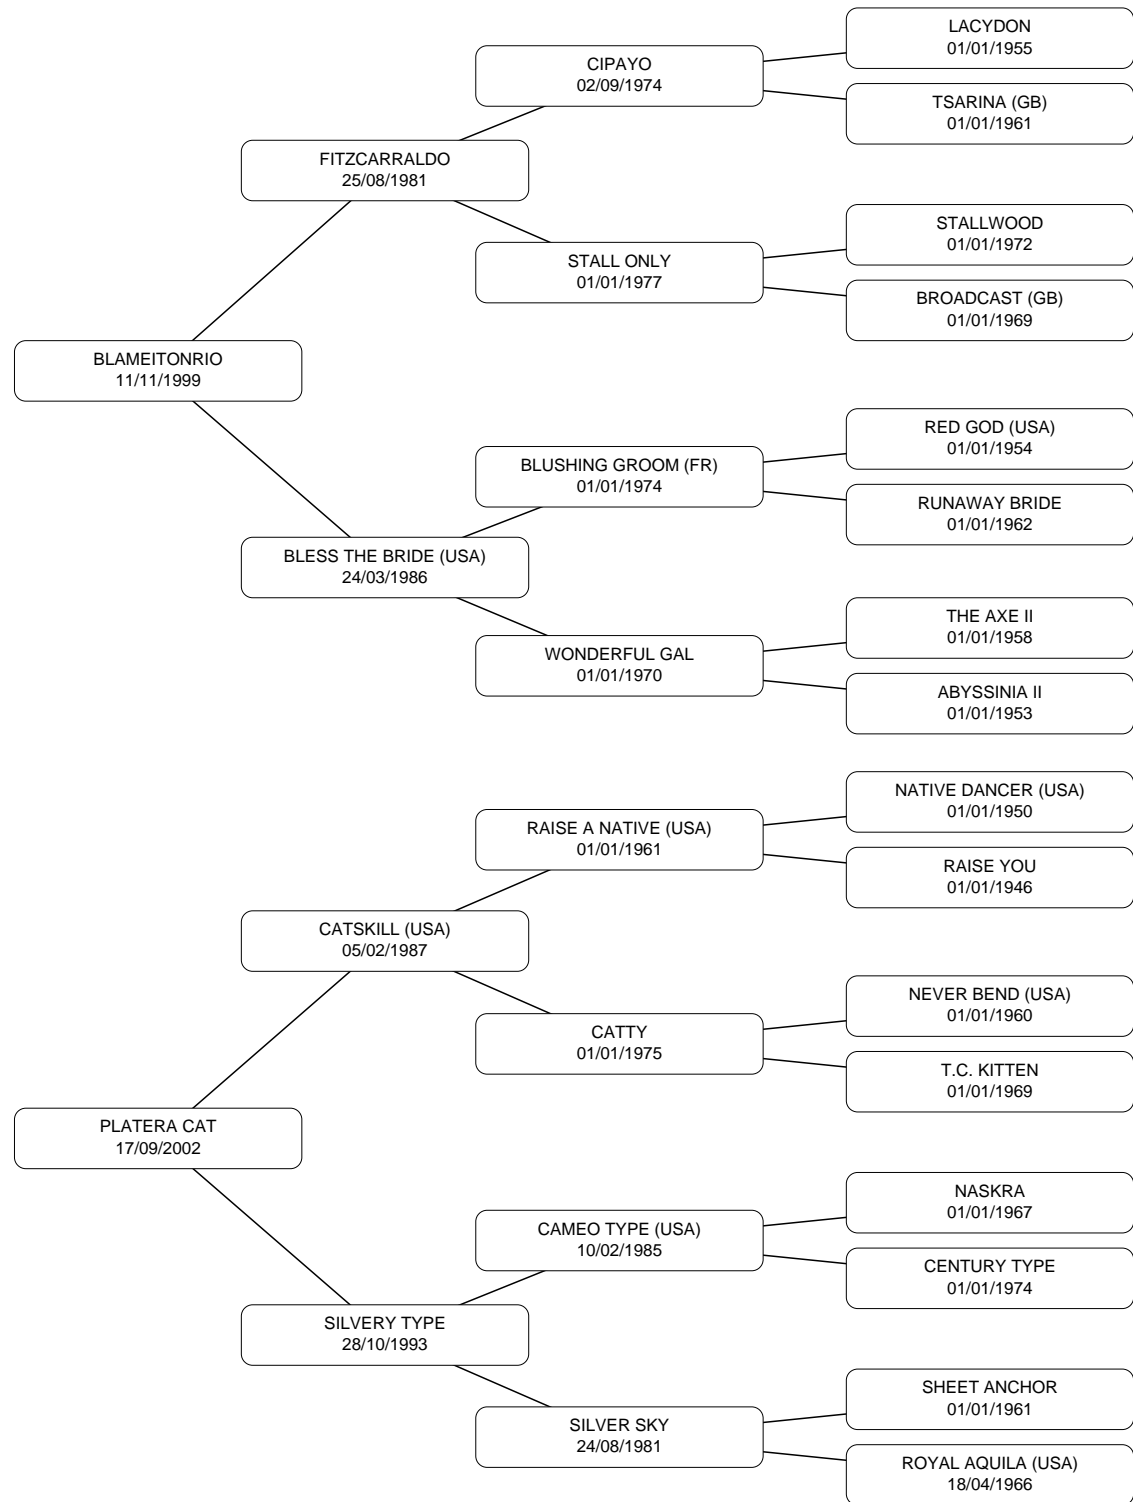 LACYDON
01/01/1955
CIPAYO
02/09/1974
TSARINA (GB)
01/01/1961
FITZCARRALDO
25/08/1981
STALLWOOD
01/01/1972
STALL ONLY
01/01/1977
BROADCAST (GB)
01/01/1969
BLAMEITONRIO
11/11/1999
RED GOD (USA)
01/01/1954
BLUSHING GROOM (FR)
01/01/1974
RUNAWAY BRIDE
01/01/1962
BLESS THE BRIDE (USA)
24/03/1986
THE AXE II
01/01/1958
WONDERFUL GAL
01/01/1970
ABYSSINIA II
01/01/1953
NATIVE DANCER (USA)
01/01/1950
RAISE A NATIVE (USA)
01/01/1961
RAISE YOU
01/01/1946
CATSKILL (USA)
05/02/1987
NEVER BEND (USA)
01/01/1960
CATTY
01/01/1975
T.C. KITTEN
01/01/1969
PLATERA CAT
17/09/2002
NASKRA
01/01/1967
CAMEO TYPE (USA)
10/02/1985
CENTURY TYPE
01/01/1974
SILVERY TYPE
28/10/1993
SHEET ANCHOR
01/01/1961
SILVER SKY
24/08/1981
ROYAL AQUILA (USA)
18/04/1966